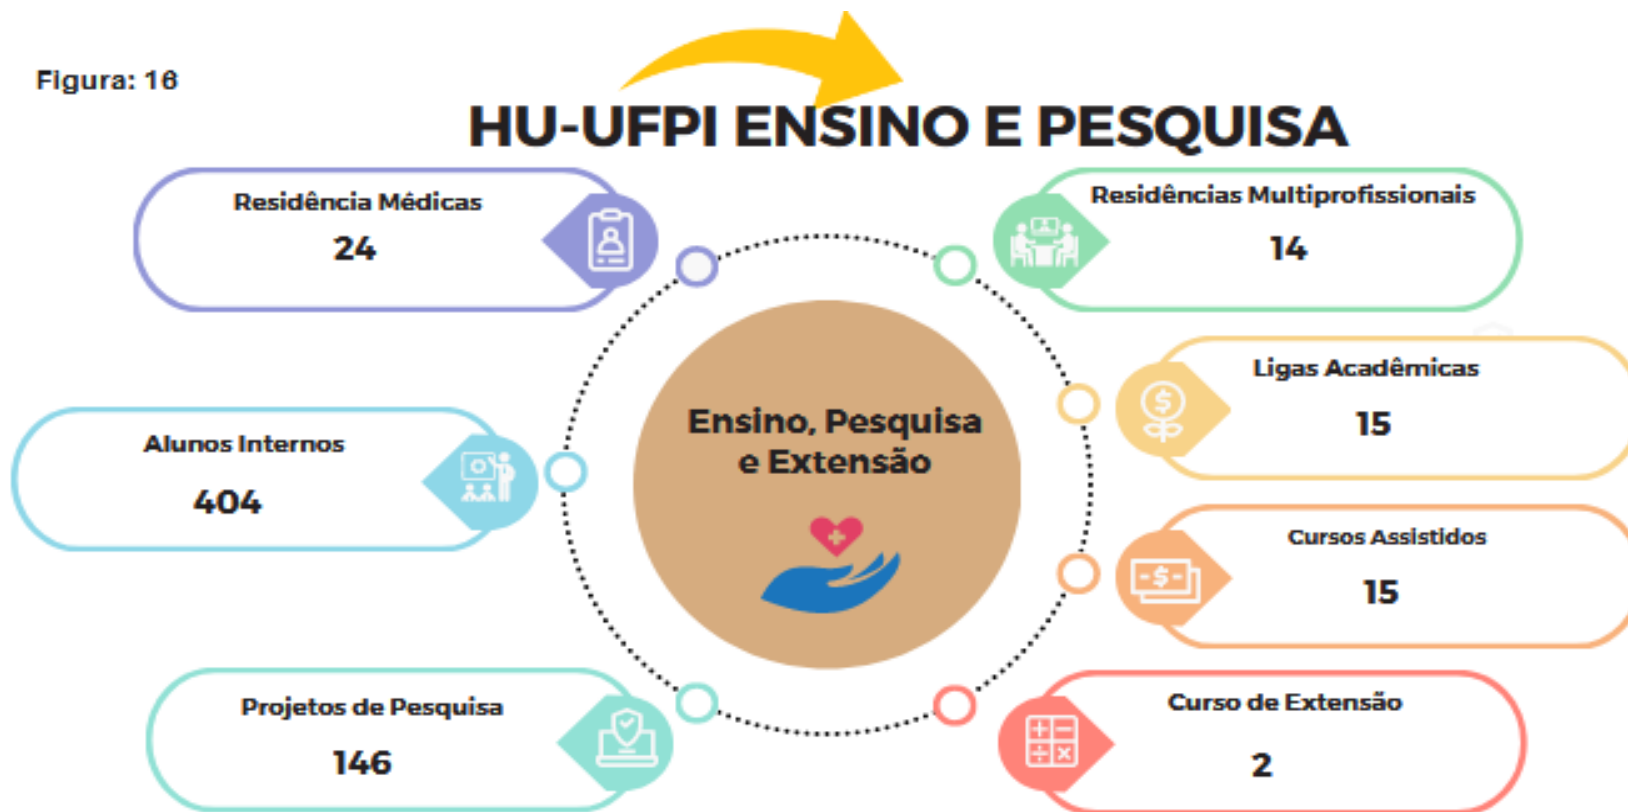 Figura: 16
HU-UFPI ENSINO E PESQUISA
Residência Médicas
24
Residências Multiprofissionais
14
Ligas Acadêmicas
15
Alunos Internos
404
Ensino, Pesquisa
e Extensão
Cursos Assistidos
15
Projetos de Pesquisa
146
Curso de Extensão
2